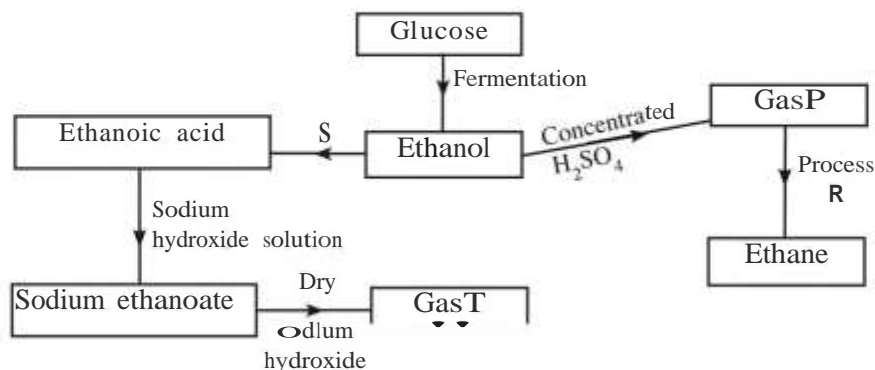 Glucose
Fermentation
Ethanoic acid
S
Ethanol
Concentrated
H₂SO₄
GasP
Process
R
Ethane
Sodium
hydroxide solution
Sodium ethanoate
Dry
GasT
hydroxide